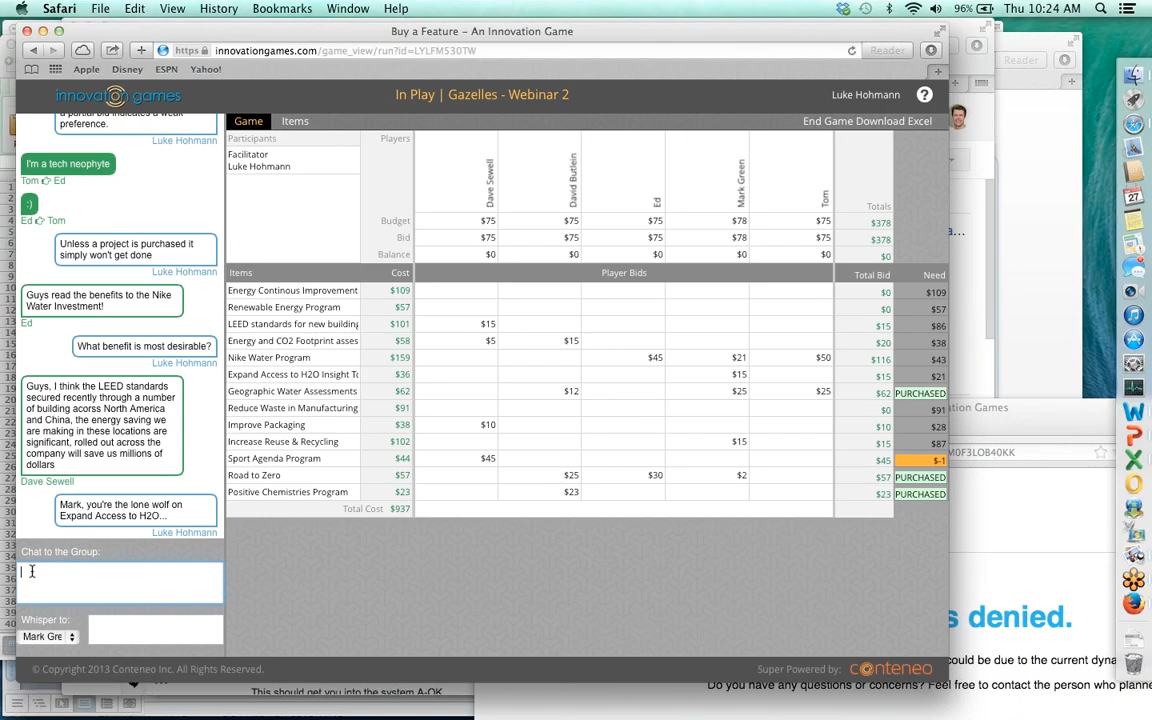 Safari File Edit View History Bookmarks Window Help
96% Thu 10:24 AM
Buy a Feature – An Innovation Game
https innovationgames.com/game_view/run?id=LYLFMS30TW
Reader
Reader
Apple Disney ESPN Yahoo!
innovation games
In Play | Gazelles - Webinar 2
Luke Hohmann ?
a partial bid indicates a weak
preference.
Luke Hohmann
I'm a tech neophyte
Tom Ed
:)
Ed Tom
Unless a project is purchased it
simply won't get done
Luke Hohmann
Guys read the benefits to the Nike
Water Investment!
Ed
What benefit is most desirable?
Luke Hohmann
Guys, I think the LEED standards
secured recently through a number
of building acorss North America
and China, the energy saving we
are making in these locations are
significant, rolled out across the
company will save us millions of
dollats
Dave Sewell
Mark, you're the lone wolf on
Expand Access to H2O...
Luke Hohmann
Chat to the Group:
Whisper to:
Mark Gre
Game Items
End Game Download Excel
Participants Players
Facilitator
Luke Hohmann
Dave Sewell David Butlein Ed Mark Green Tom Totals
Budget $75 $75 $75 $78 $75 $378
Bid $75 $75 $75 $78 $75 $378
Balance $0 $0 $0 $0 $0 $0
Items Cost Player Bids Total Bid Need
Energy Continous Improvement $109 $0 $109
Renewable Energy Program $57 $0 $57
LEED standards for new building $101 $15 $15 $86
Energy and CO2 Footprint asses $58 $5 $15 $20 $38
Nike Water Program $159 $45 $21 $50 $116 $43
Expand Access to H2O Insight To $36 $15 $15 $21
Geographic Water Assessments $62 $12 $25 $25 $62 PURCHASED
Reduce Waste in Manufacturing $91 $0 $91
Improve Packaging $38 $10 $10 $28
Increase Reuse & Recycling $102 $15 $15 $87
Sport Agenda Program $44 $45 $45 $-1
Road to Zero $57 $25 $30 $2 $57 PURCHASED
Positive Chemistries Program $23 $23 $23 PURCHASED
Total Cost $937
© Copyright 2013 Conteneo Inc. All Rights Reserved.
Super Powered by: conteneo
ation Games
M0F3LOB40KK
s denied.
could be due to the current dyna
Do you have any questions or concerns? Feel free to contact the person who planne
This should get you into the system A-OK